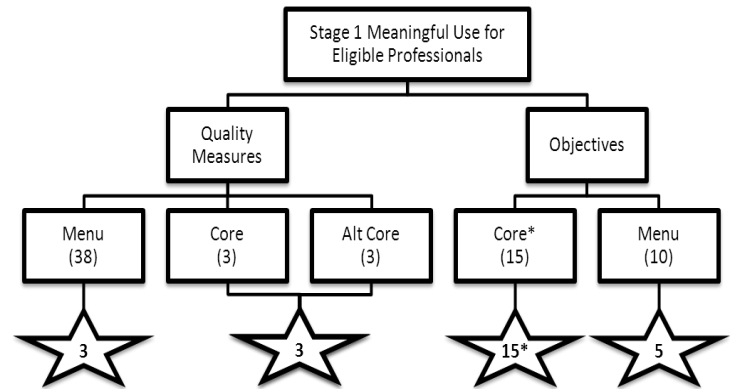 Stage 1 Meaningful Use for
Eligible Professionals
Quality
Measures
Objectives
Menu
(38)
Core
(3)
Alt Core
(3)
Core*
(15)
Menu
(10)
3
3
15*
5